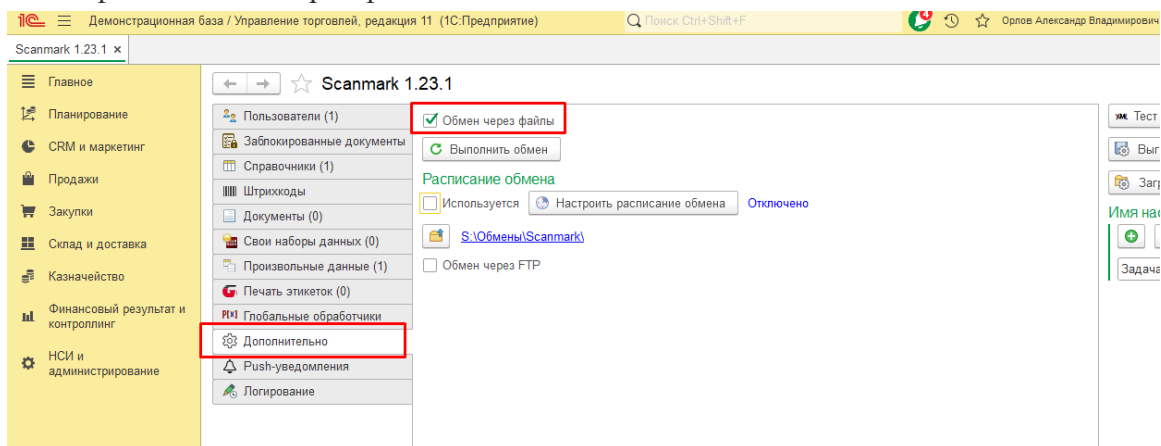 Демонстрационная база / Управление торговлей, редакция 11 (1С:Предприятие)
Поиск Ctrl+Shift+F
Орлов Александр Владимирович
Scanmark 1.23.1 ×
Главное
Планирование
CRM и маркетинг
Продажи
Закупки
Склад и доставка
Казначейство
Финансовый результат и
контроллинг
НСИ и
администрирование
Scanmark 1.23.1
Пользователи (1)
Заблокированные документы
Справочники (1)
Штрихкоды
Документы (0)
Свои наборы данных (0)
Произвольные данные (1)
Печать этикеток (0)
Глобальные обработчики
Дополнительно
Push-уведомления
Логирование
Обмен через файлы
Выполнить обмен
Расписание обмена
Используется
Настроить расписание обмена
Отключено
S:\Обмены\Scanmark\
Обмен через FTP
XML Тест
Выг
Заг
Имя нас
Задача